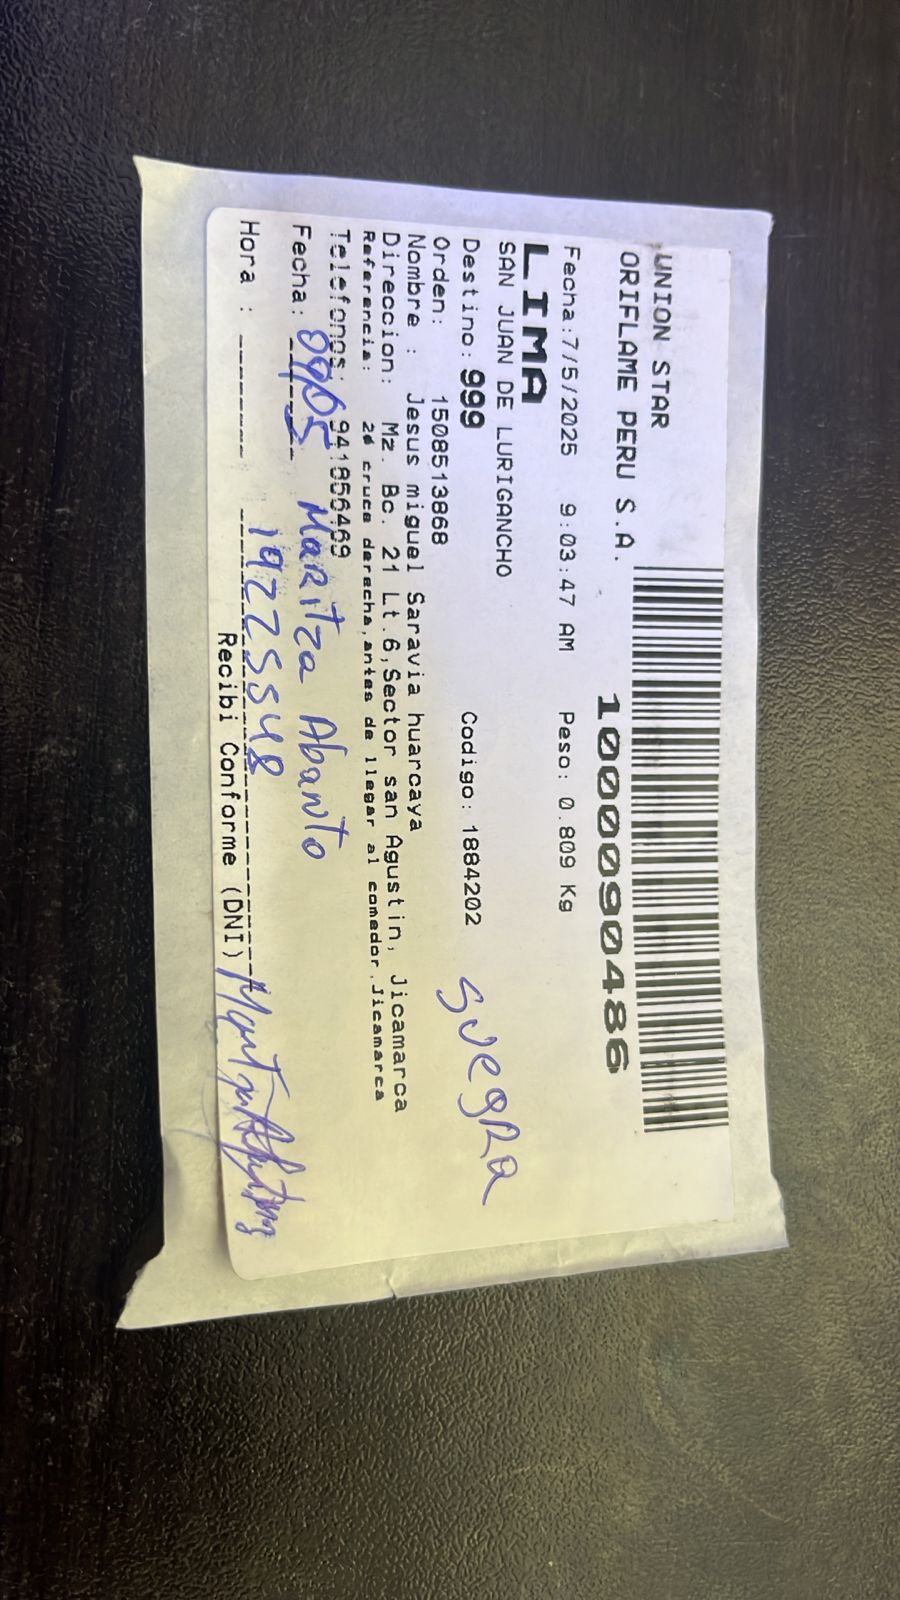 UNION STAR
ORIFLAME PERU S.A.
10000090486
Fecha:7/5/2025 9:03:47 AM Peso: 0.809 Kg
LIMA
SAN JUAN DE LURIGANCHO
Destino:999 Codigo:1884202
Orden: 1508513868
suegra
Nombre : Jesus miguel Saravia huarcaya
Direccion: Mz. Bc. 21 Lt.6,Sector san Agustin, Jicamarca
Referencia: 2d cruce derecha,antes de llegar al comedor.Jicamarca
Telefonos: 941856469
Fecha: 09/05 Maritza Abanto
Hora : 19225548
Recibi Conforme (DNI)